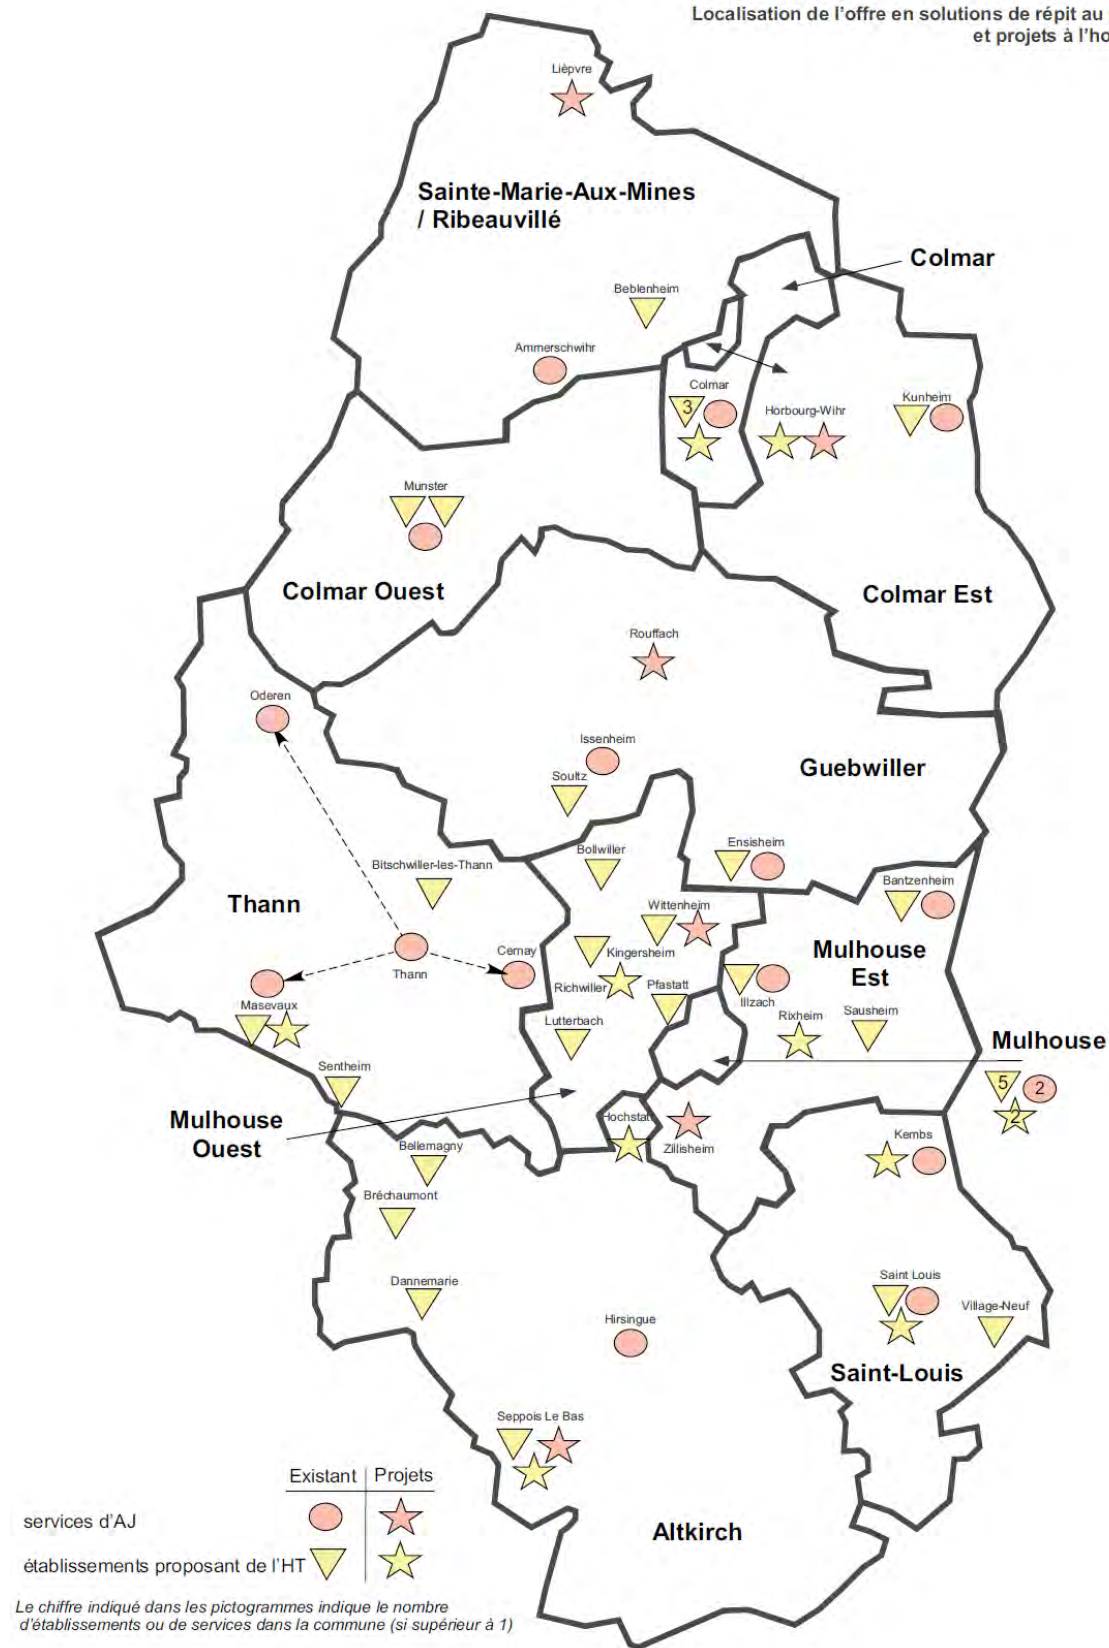 Localisation de l'offre en solutions de répit au
et projets à l'ho
Lièpvre
Sainte-Marie-Aux-Mines
/ Ribeauvillé
Colmar
Beblenheim
Ammerschwihr
Colmar
3
Horbourg-Wihr
Kunheim
Munster
Colmar Ouest
Colmar Est
Rouffach
Oderen
Issenheim
Guebwiller
Soultz
Bollwiller
Ensisheim
Bitschwiller-les-Thann
Bantzenheim
Thann
Wittenheim
Mulhouse
Est
Cernay
Kingersheim
Thann
Richwiller
Pfastatt
Illzach
Masevaux
Lutterbach
Rixheim
Sausheim
Mulhouse
Sentheim
5
2
2
Mulhouse
Ouest
Hochstatt
Zillisheim
Kembs
Bellemagny
Bréchaumont
Dannemarie
Saint Louis
Village-Neuf
Hirsingue
Saint-Louis
Seppois Le Bas
Altkirch
Existant
Projets
services d'AJ
établissements proposant de l'HT
Le chiffre indiqué dans les pictogrammes indique le nombre
d'établissements ou de services dans la commune (si supérieur à 1)